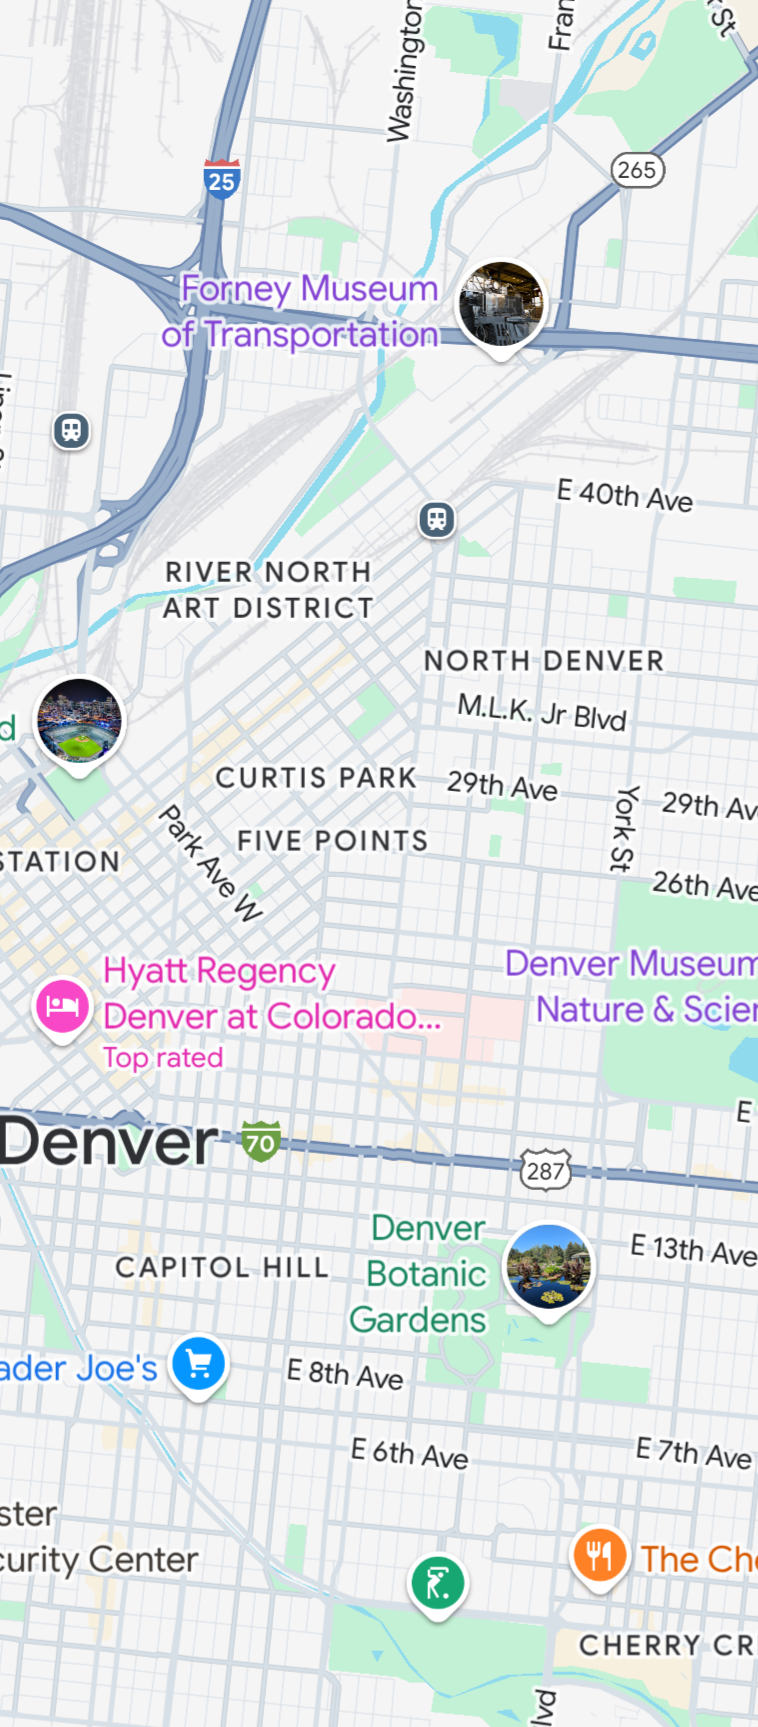 Washington
Fran
r St
25
265
Forney Museum
of Transportation
E 40th Ave
RIVER NORTH
ART DISTRICT
NORTH DENVER
M.L.K. Jr Blvd
d
CURTIS PARK
29th Ave
York St
29th Av
Park Ave W
FIVE POINTS
STATION
26th Ave
Hyatt Regency
Denver at Colorado...
Top rated
Denver Museum
Nature & Scien
E
Denver
70
287
Denver
Botanic
Gardens
E 13th Ave
CAPITOL HILL
ader Joe's
E 8th Ave
E 6th Ave
E 7th Ave
ster
curity Center
The Che
CHERRY CR
lvd